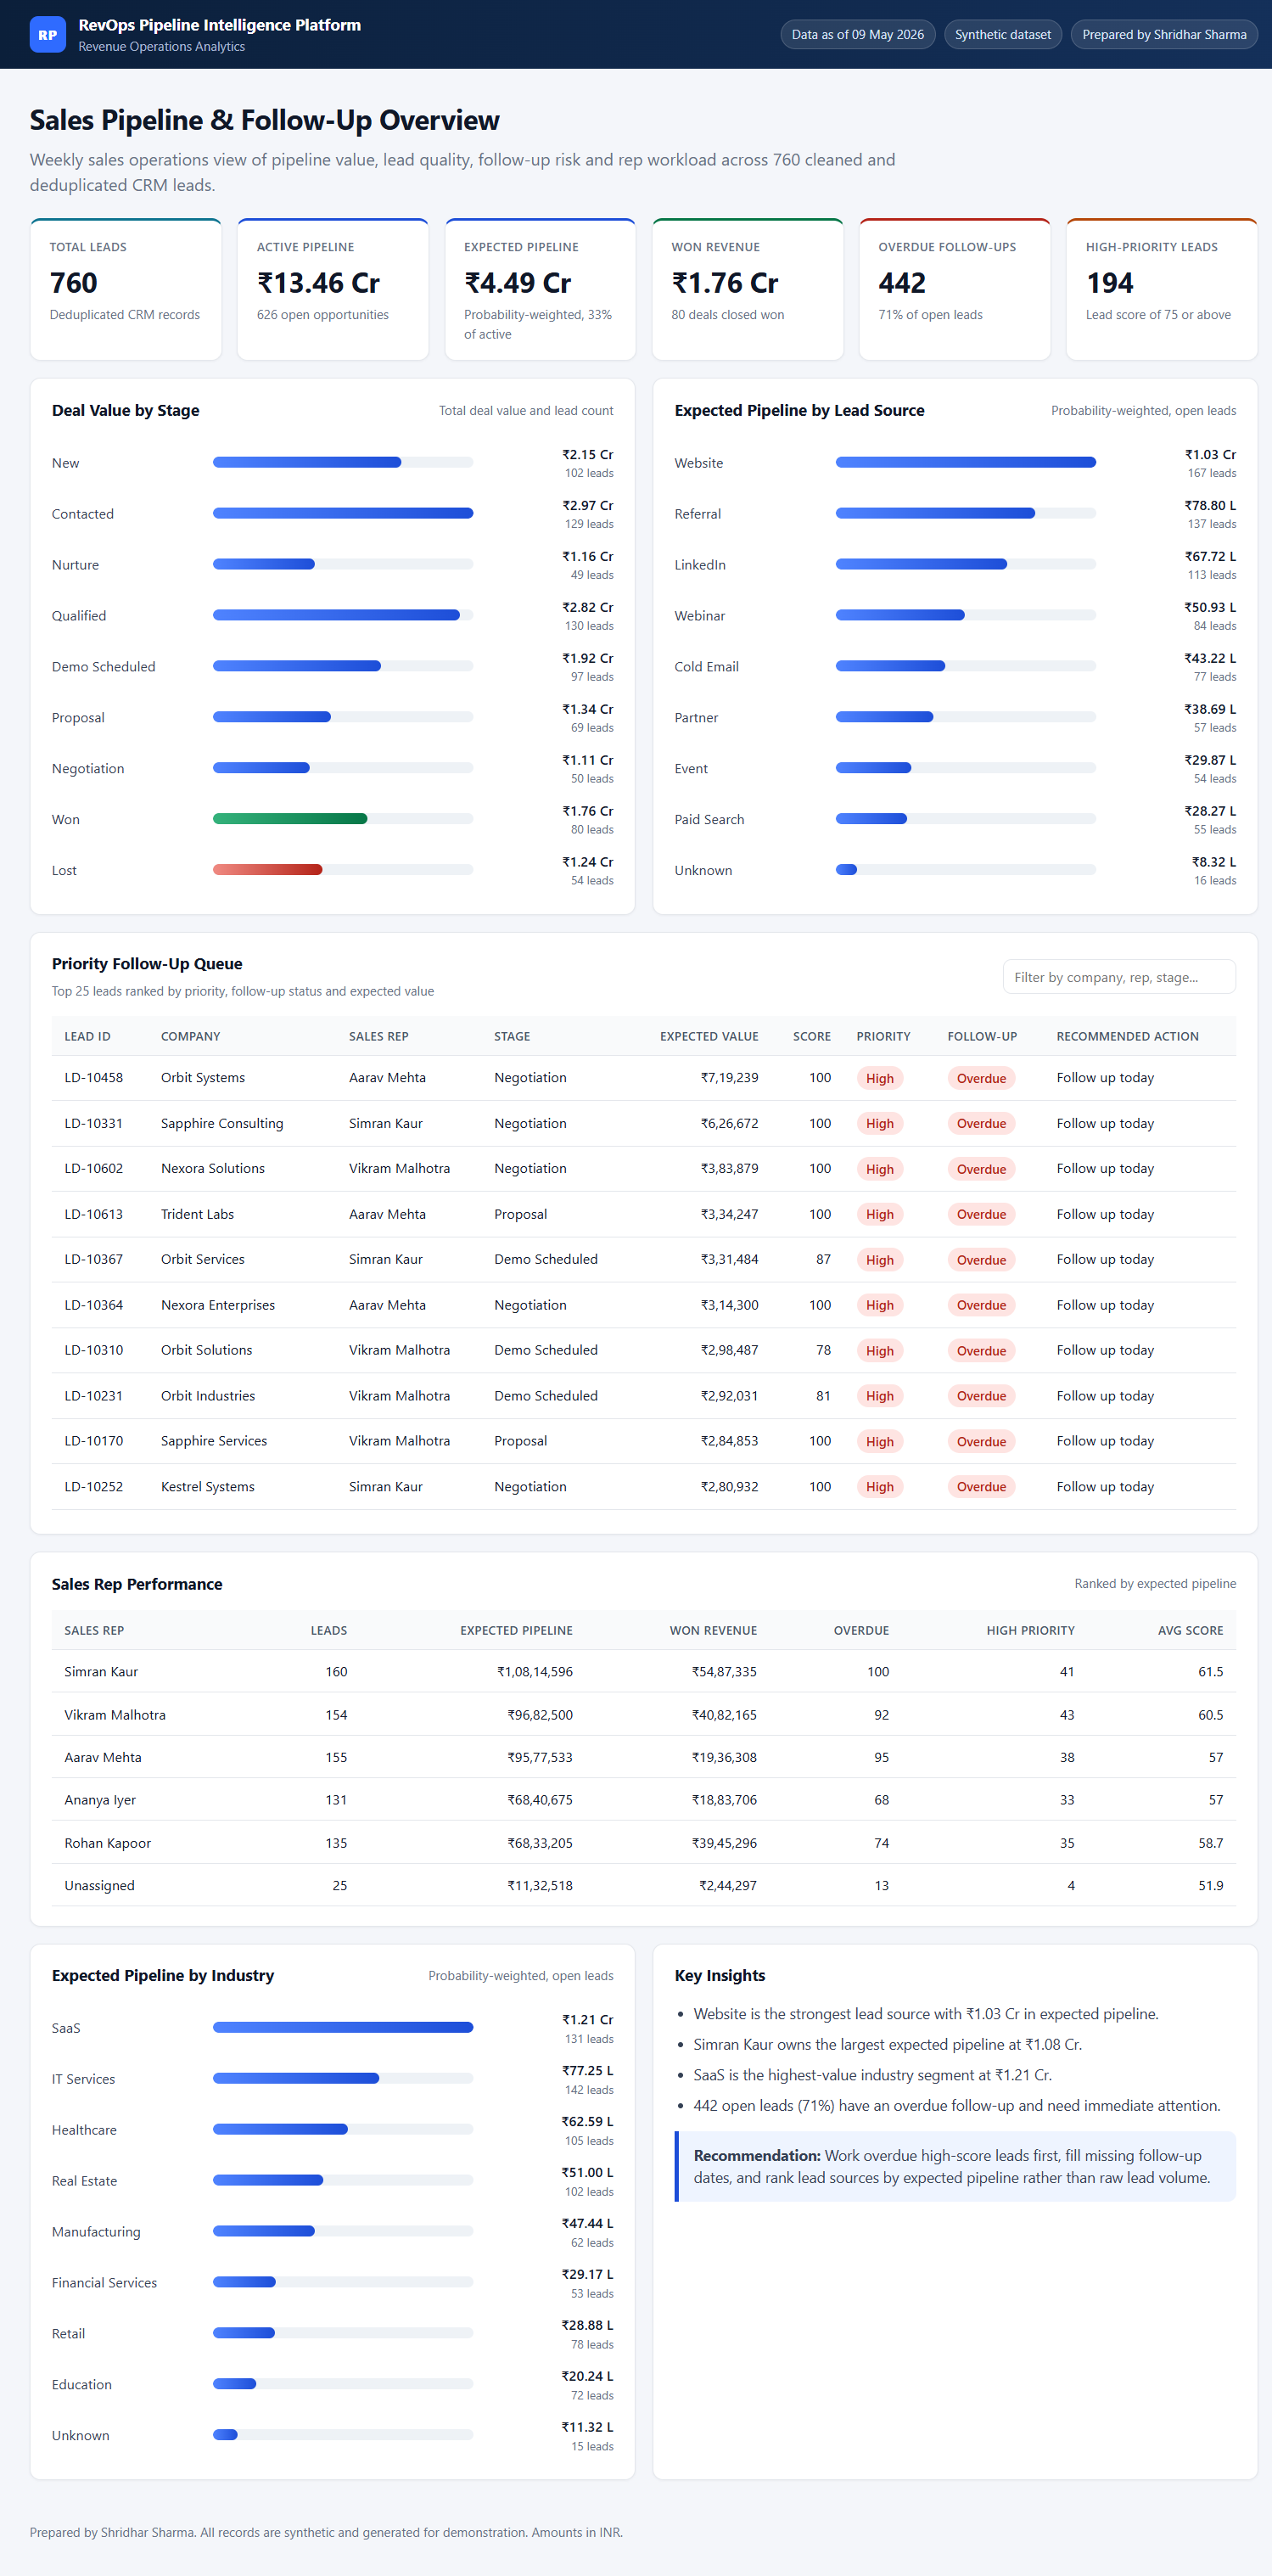 RP
RevOps Pipeline Intelligence Platform
Revenue Operations Analytics
Data as of 09 May 2026
Synthetic dataset
Prepared by Shridhar Sharma
Sales Pipeline & Follow-Up Overview
Weekly sales operations view of pipeline value, lead quality, follow-up risk and rep workload across 760 cleaned and
deduplicated CRM leads.
TOTAL LEADS
760
Deduplicated CRM records
ACTIVE PIPELINE
₹13.46 Cr
626 open opportunities
EXPECTED PIPELINE
₹4.49 Cr
Probability-weighted, 33%
of active
WON REVENUE
₹1.76 Cr
80 deals closed won
OVERDUE FOLLOW-UPS
442
71% of open leads
HIGH-PRIORITY LEADS
194
Lead score of 75 or above
Deal Value by Stage
Total deal value and lead count
New ₹2.15 Cr
102 leads
Contacted ₹2.97 Cr
129 leads
Nurture ₹1.16 Cr
49 leads
Qualified ₹2.82 Cr
130 leads
Demo Scheduled ₹1.92 Cr
97 leads
Proposal ₹1.34 Cr
69 leads
Negotiation ₹1.11 Cr
50 leads
Won ₹1.76 Cr
80 leads
Lost ₹1.24 Cr
54 leads
Expected Pipeline by Lead Source
Probability-weighted, open leads
Website ₹1.03 Cr
167 leads
Referral ₹78.80 L
137 leads
LinkedIn ₹67.72 L
113 leads
Webinar ₹50.93 L
84 leads
Cold Email ₹43.22 L
77 leads
Partner ₹38.69 L
57 leads
Event ₹29.87 L
54 leads
Paid Search ₹28.27 L
55 leads
Unknown ₹8.32 L
16 leads
Priority Follow-Up Queue
Top 25 leads ranked by priority, follow-up status and expected value
Filter by company, rep, stage...
LEAD ID COMPANY SALES REP STAGE EXPECTED VALUE SCORE PRIORITY FOLLOW-UP RECOMMENDED ACTION
LD-10458 Orbit Systems Aarav Mehta Negotiation ₹7,19,239 100 High Overdue Follow up today
LD-10331 Sapphire Consulting Simran Kaur Negotiation ₹6,26,672 100 High Overdue Follow up today
LD-10602 Nexora Solutions Vikram Malhotra Negotiation ₹3,83,879 100 High Overdue Follow up today
LD-10613 Trident Labs Aarav Mehta Proposal ₹3,34,247 100 High Overdue Follow up today
LD-10367 Orbit Services Simran Kaur Demo Scheduled ₹3,31,484 87 High Overdue Follow up today
LD-10364 Nexora Enterprises Aarav Mehta Negotiation ₹3,14,300 100 High Overdue Follow up today
LD-10310 Orbit Solutions Vikram Malhotra Demo Scheduled ₹2,98,487 78 High Overdue Follow up today
LD-10231 Orbit Industries Vikram Malhotra Demo Scheduled ₹2,92,031 81 High Overdue Follow up today
LD-10170 Sapphire Services Vikram Malhotra Proposal ₹2,84,853 100 High Overdue Follow up today
LD-10252 Kestrel Systems Simran Kaur Negotiation ₹2,80,932 100 High Overdue Follow up today
Sales Rep Performance
Ranked by expected pipeline
SALES REP LEADS EXPECTED PIPELINE WON REVENUE OVERDUE HIGH PRIORITY AVG SCORE
Simran Kaur 160 ₹1,08,14,596 ₹54,87,335 100 41 61.5
Vikram Malhotra 154 ₹96,82,500 ₹40,82,165 92 43 60.5
Aarav Mehta 155 ₹95,77,533 ₹19,36,308 95 38 57
Ananya Iyer 131 ₹68,40,675 ₹18,83,706 68 33 57
Rohan Kapoor 135 ₹68,33,205 ₹39,45,296 74 35 58.7
Unassigned 25 ₹11,32,518 ₹2,44,297 13 4 51.9
Expected Pipeline by Industry
Probability-weighted, open leads
SaaS ₹1.21 Cr
131 leads
IT Services ₹77.25 L
142 leads
Healthcare ₹62.59 L
105 leads
Real Estate ₹51.00 L
102 leads
Manufacturing ₹47.44 L
62 leads
Financial Services ₹29.17 L
53 leads
Retail ₹28.88 L
78 leads
Education ₹20.24 L
72 leads
Unknown ₹11.32 L
15 leads
Key Insights
• Website is the strongest lead source with ₹1.03 Cr in expected pipeline.
• Simran Kaur owns the largest expected pipeline at ₹1.08 Cr.
• SaaS is the highest-value industry segment at ₹1.21 Cr.
• 442 open leads (71%) have an overdue follow-up and need immediate attention.
Recommendation: Work overdue high-score leads first, fill missing follow-up
dates, and rank lead sources by expected pipeline rather than raw lead volume.
Prepared by Shridhar Sharma. All records are synthetic and generated for demonstration. Amounts in INR.